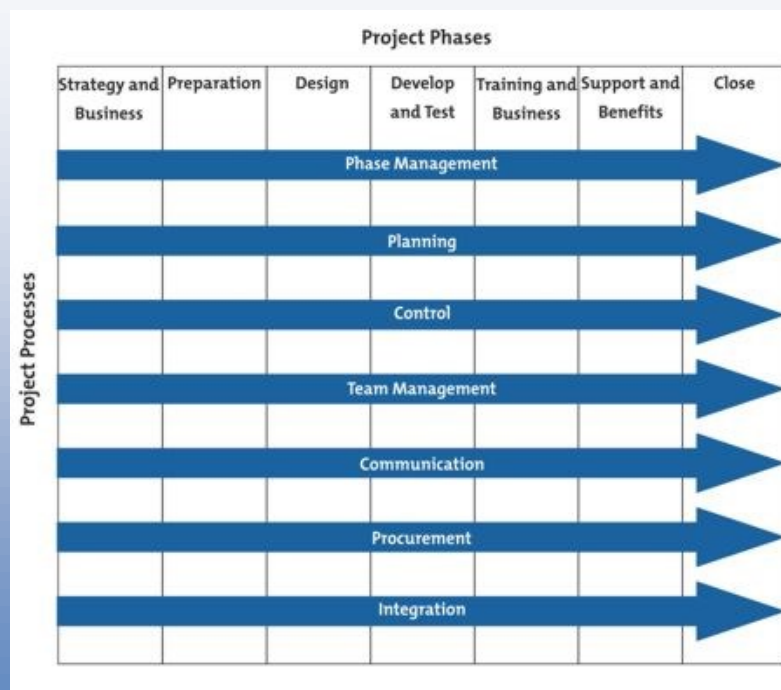 Project Phases
Strategy and Preparation Design Develop Training and Support and Close
Business and Test Business Benefits
Phase Management
Planning
Control
Team Management
Communication
Procurement
Integration
Project Processes